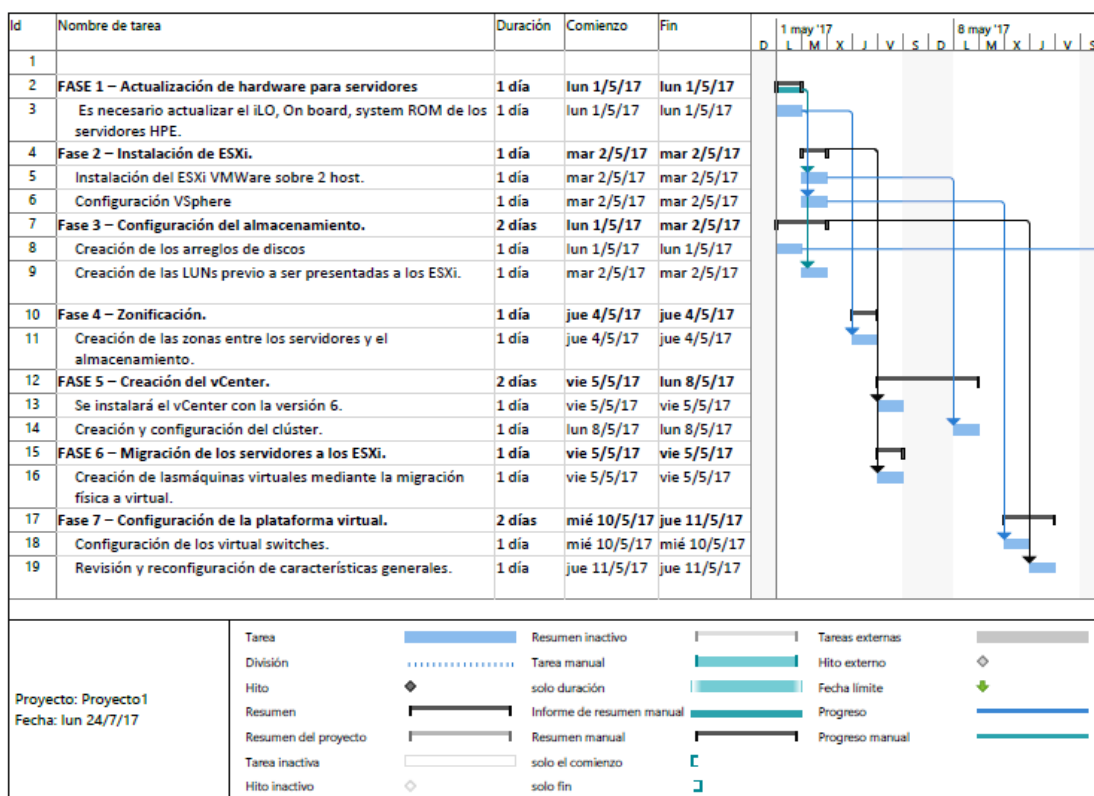 Id Nombre de tarea Duración Comienzo Fin 1 may '17 8 may '17
D L M X J V S D L M X J V S
1
2 FASE 1 – Actualización de hardware para servidores 1 día lun 1/5/17 lun 1/5/17
3 Es necesario actualizar el iLO, On board, system ROM de los 1 día lun 1/5/17 lun 1/5/17
servidores HPE.
4 Fase 2 – Instalación de ESXi. 1 día mar 2/5/17 mar 2/5/17
5 Instalación del ESXi VMWare sobre 2 host. 1 día mar 2/5/17 mar 2/5/17
6 Configuración VSphere 1 día mar 2/5/17 mar 2/5/17
7 Fase 3 – Configuración del almacenamiento. 2 días lun 1/5/17 mar 2/5/17
8 Creación de los arreglos de discos 1 día lun 1/5/17 lun 1/5/17
9 Creación de las LUNs previo a ser presentadas a los ESXi. 1 día mar 2/5/17 mar 2/5/17
10 Fase 4 – Zonificación. 1 día jue 4/5/17 jue 4/5/17
11 Creación de las zonas entre los servidores y el 1 día jue 4/5/17 jue 4/5/17
almacenamiento.
12 FASE 5 – Creación del vCenter. 2 días vie 5/5/17 lun 8/5/17
13 Se instalará el vCenter con la versión 6. 1 día vie 5/5/17 vie 5/5/17
14 Creación y configuración del clúster. 1 día lun 8/5/17 lun 8/5/17
15 FASE 6 – Migración de los servidores a los ESXi. 1 día vie 5/5/17 vie 5/5/17
16 Creación de lasmáquinas virtuales mediante la migración 1 día vie 5/5/17 vie 5/5/17
física a virtual.
17 Fase 7 – Configuración de la plataforma virtual. 2 días mié 10/5/17 jue 11/5/17
18 Configuración de los virtual switches. 1 día mié 10/5/17 mié 10/5/17
19 Revisión y reconfiguración de características generales. 1 día jue 11/5/17 jue 11/5/17
Proyecto: Proyecto1
Fecha: lun 24/7/17
Tarea
División
Hito
Resumen
Resumen del proyecto
Tarea inactiva
Hito inactivo
Resumen inactivo
Tarea manual
solo duración
Informe de resumen manual
Resumen manual
solo el comienzo
solo fin
Tareas externas
Hito externo
Fecha límite
Progreso
Progreso manual